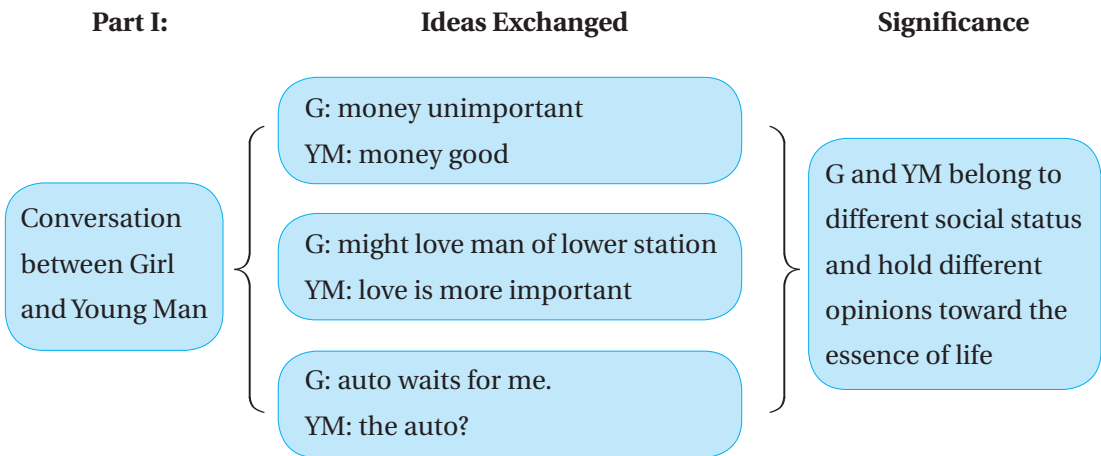 Part I:
Ideas Exchanged
Significance
Conversation
between Girl
and Young Man
G: money unimportant
YM: money good
G: might love man of lower station
YM: love is more important
G: auto waits for me.
YM: the auto?
G and YM belong to
different social status
and hold different
opinions toward the
essence of life